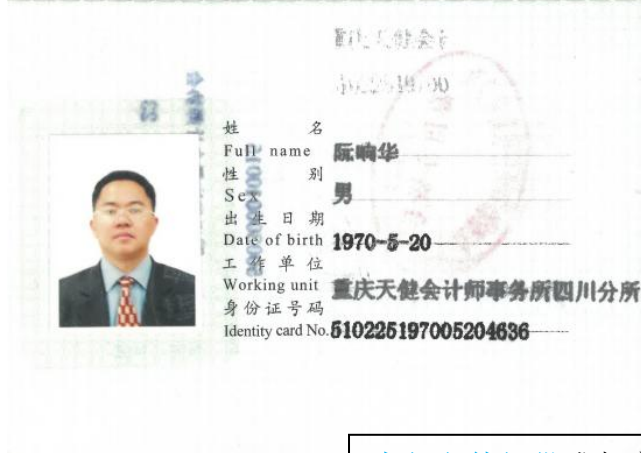 姓 名
Full name 阮响华
性 别
Sex 男
出 生 日 期
Date of birth 1970-5-20
工 作 单 位
Working unit 重庆天健会计师事务所四川分所
身 份 证 号 码
Identity card No. 510225197005204636